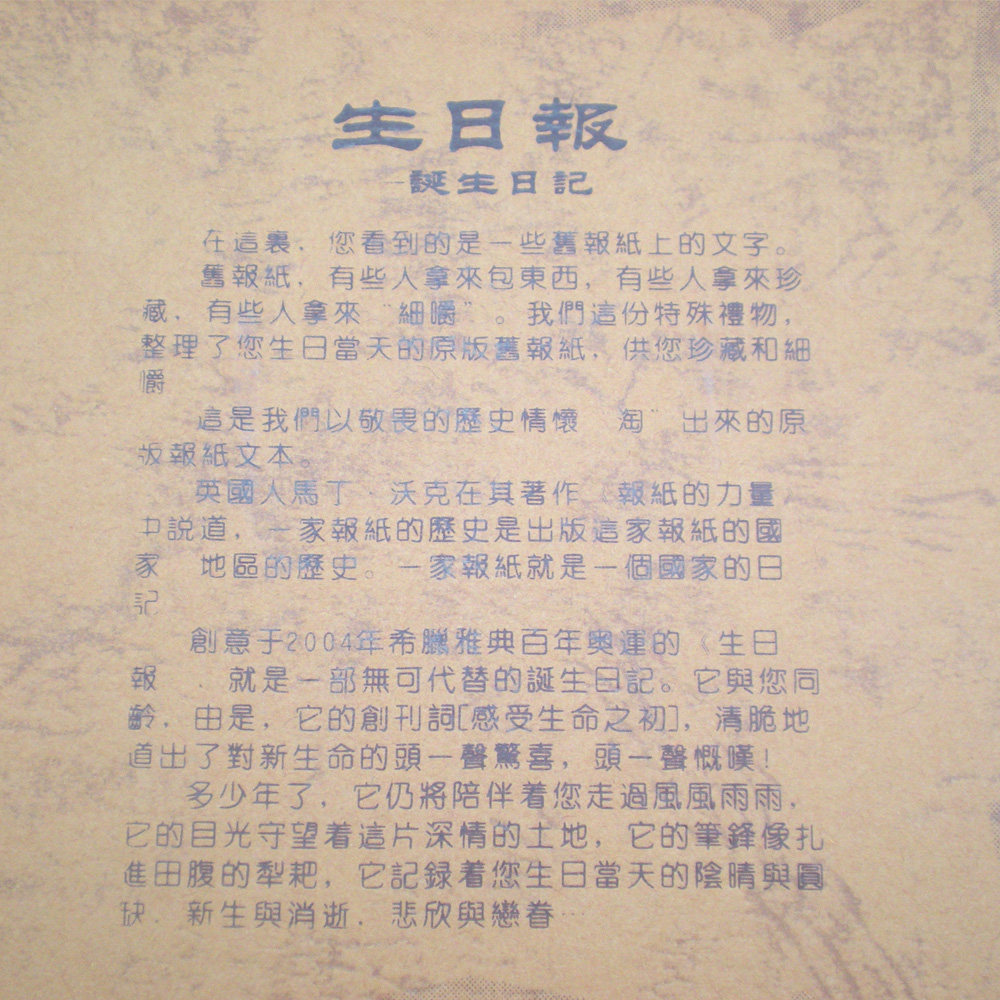 生日報
—誕生日記
在這裏，您看到的是一些舊報紙上的文字。
舊報紙，有些人拿來包東西，有些人拿來珍
藏，有些人拿來“細嚼”。我們這份特殊禮物，
整理了您生日當天的原版舊報紙，供您珍藏和細
嚼
這是我們以敬畏的歷史情懷 淘” 出來的原
版報紙文本。
英國人馬丁·沃克在其著作《報紙的力量
中説道，一家報紙的歷史是出版這家報紙的國
家 地區的歷史。一家報紙就是一個國家的日
記
創意于2004年希臘雅典百年奥運的《生日
報 ，就是一部無可代替的誕生日記。它與您同
齡，由是，它的創刊詞[感受生命之初]，清脆地
道出了對新生命的頭一聲驚喜，頭一聲慨嘆！
多少年了，它仍將陪伴着您走過風風雨雨，
它的目光守望着這片深情的土地，它的筆鋒像扎
進田腹的犁耙，它記録着您生日當天的陰晴與圓
缺，新生與消逝，悲欣與戀眷…